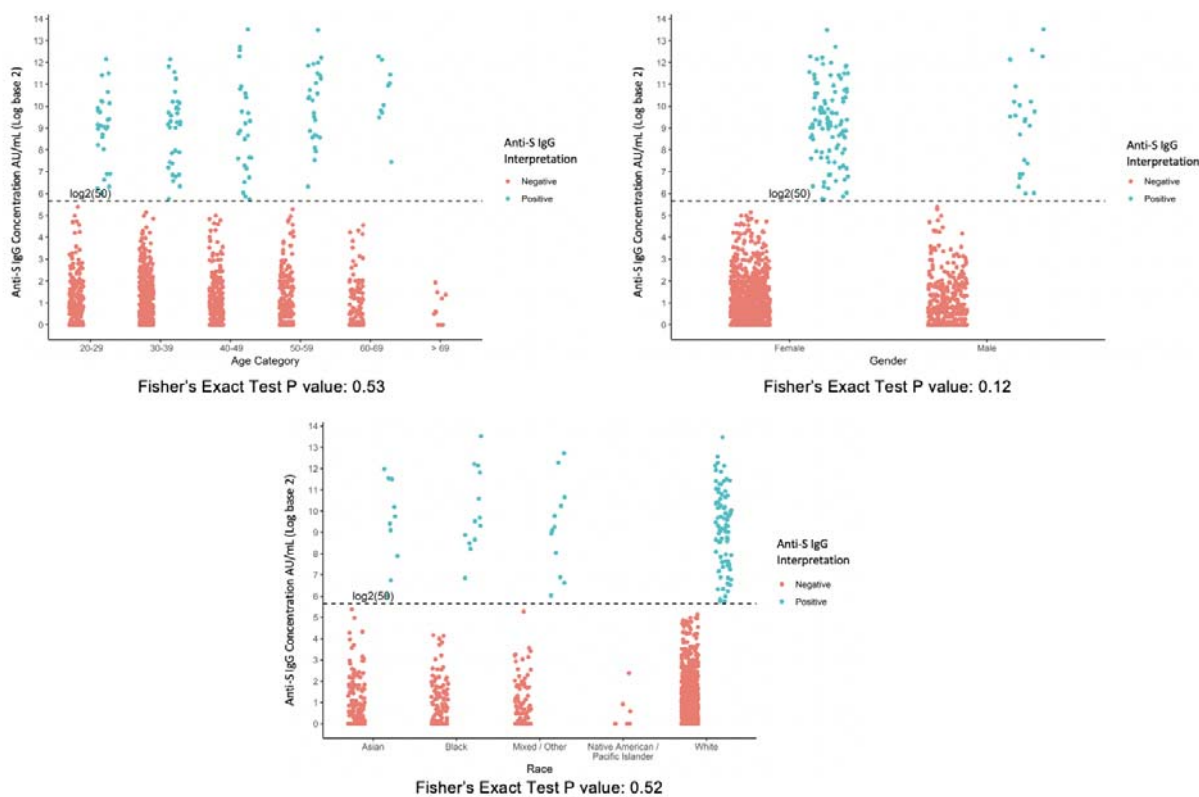 14
13
12
11
10
9
8
7
6
5
4
3
2
1
0
Anti-S IgG Concentration AU/mL (Log base 2)
log2(50)
20-29
30-39
40-49
50-59
60-69
> 69
Age Category
Anti-S IgG
Interpretation
Negative
Positive
Fisher's Exact Test P value: 0.53
14
13
12
11
10
9
8
7
6
5
4
3
2
1
0
Anti-S IgG Concentration AU/mL (Log base 2)
log2(50)
Female
Male
Gender
Anti-S IgG
Interpretation
Negative
Positive
Fisher's Exact Test P value: 0.12
14
13
12
11
10
9
8
7
6
5
4
3
2
1
0
Anti-S IgG Concentration AU/mL (Log base 2)
log2(50)
Asian
Black
Mixed / Other
Native American /
Pacific Islander
White
Race
Anti-S IgG
Interpretation
Negative
Positive
Fisher's Exact Test P value: 0.52